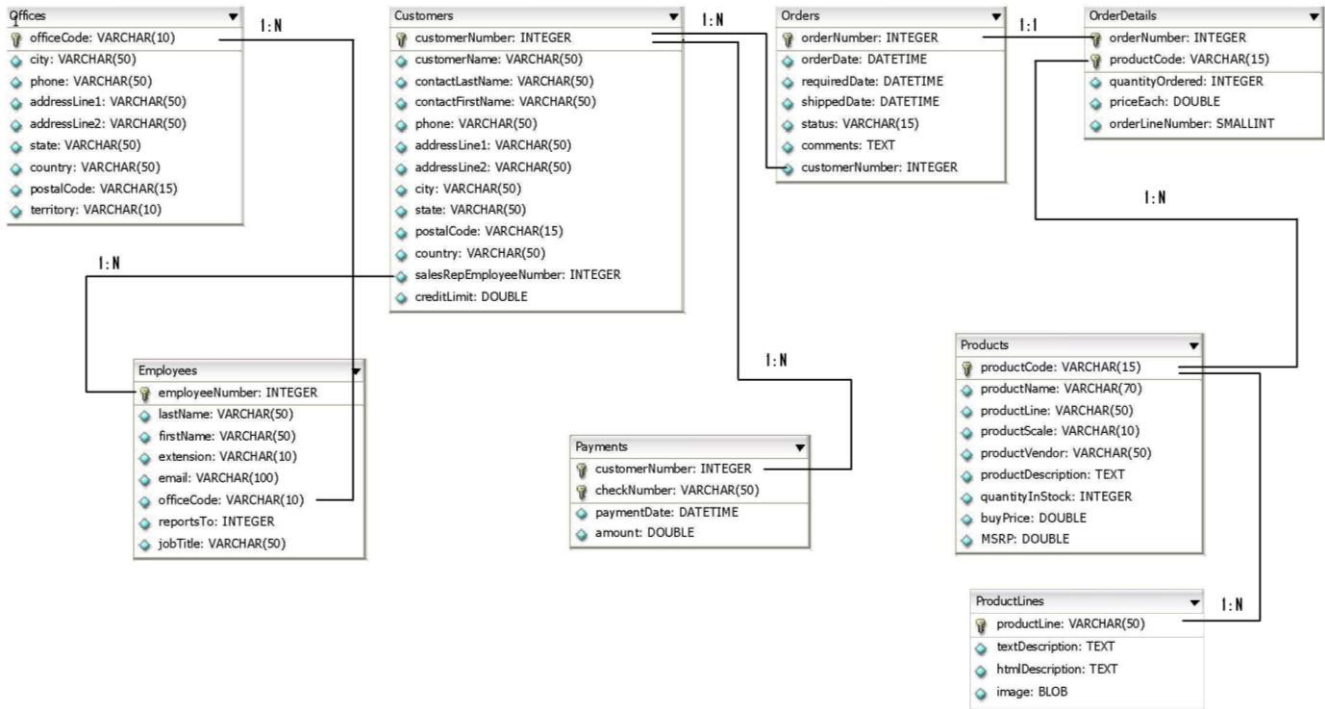 Offices
officeCode: VARCHAR(10)
city: VARCHAR(50)
phone: VARCHAR(50)
addressLine1: VARCHAR(50)
addressLine2: VARCHAR(50)
state: VARCHAR(50)
country: VARCHAR(50)
postalCode: VARCHAR(15)
territory: VARCHAR(10)
1:N
Customers
customerNumber: INTEGER
customerName: VARCHAR(50)
contactLastName: VARCHAR(50)
contactFirstName: VARCHAR(50)
phone: VARCHAR(50)
addressLine1: VARCHAR(50)
addressLine2: VARCHAR(50)
city: VARCHAR(50)
state: VARCHAR(50)
postalCode: VARCHAR(15)
country: VARCHAR(50)
salesRepEmployeeNumber: INTEGER
creditLimit: DOUBLE
1:N
Orders
orderNumber: INTEGER
orderDate: DATETIME
requiredDate: DATETIME
shippedDate: DATETIME
status: VARCHAR(15)
comments: TEXT
customerNumber: INTEGER
1:1
OrderDetails
orderNumber: INTEGER
productCode: VARCHAR(15)
quantityOrdered: INTEGER
priceEach: DOUBLE
orderLineNumber: SMALLINT
1:N
1:N
Employees
employeeNumber: INTEGER
lastName: VARCHAR(50)
firstName: VARCHAR(50)
extension: VARCHAR(10)
email: VARCHAR(100)
officeCode: VARCHAR(10)
reportsTo: INTEGER
jobTitle: VARCHAR(50)
1:N
Payments
customerNumber: INTEGER
checkNumber: VARCHAR(50)
paymentDate: DATETIME
amount: DOUBLE
Products
productCode: VARCHAR(15)
productName: VARCHAR(70)
productLine: VARCHAR(50)
productScale: VARCHAR(10)
productVendor: VARCHAR(50)
productDescription: TEXT
quantityInStock: INTEGER
buyPrice: DOUBLE
MSRP: DOUBLE
ProductLines
productLine: VARCHAR(50)
textDescription: TEXT
htmlDescription: TEXT
image: BLOB
1:N